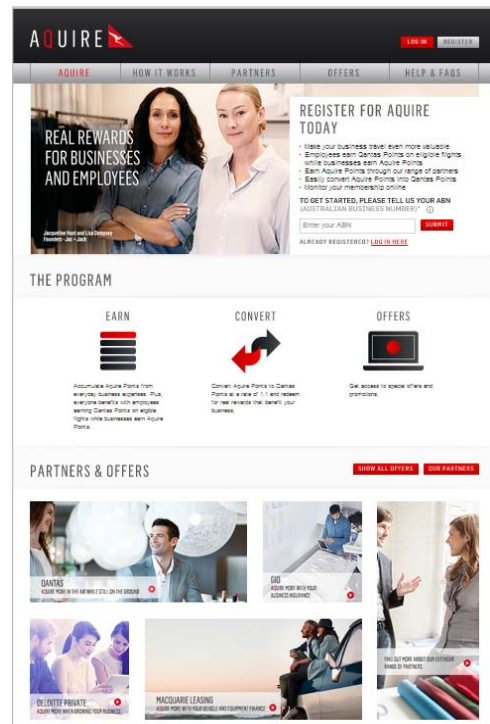 AQUIRE
LOG IN REGISTER
AQUIRE HOW IT WORKS PARTNERS OFFERS HELP & FAQS
REAL REWARDS
FOR BUSINESSES
AND EMPLOYEES
Jacqueline Hunt and Lisa Company
Founders - Jac + Jack
REGISTER FOR AQUIRE
TODAY
- Make your business travel even more valuable
- Employees earn Qantas Points on eligible flights
while businesses earn Aquire Points
- Earn Aquire Points through our range of partners
- Easily convert Aquire Points into Qantas Points
- Monitor your membership online
TO GET STARTED, PLEASE TELL US YOUR ABN
(AUSTRALIAN BUSINESS NUMBER)*
Enter your ABN SUBMIT
ALREADY REGISTERED? LOG IN HERE
THE PROGRAM
EARN
Accumulate Aquire Points from
everyday business expenses. Plus,
everyone benefits with employees
earning Qantas Points on eligible
flights while businesses earn Aquire
Points.
CONVERT
Convert Aquire Points to Qantas
Points at a rate of 1:1 and redeem
for real rewards that benefit your
business.
OFFERS
Get access to special offers and
promotions.
PARTNERS & OFFERS
SHOW ALL OFFERS OUR PARTNERS
QANTAS
AQUIRE MORE IN THE AIR WHILE STILL ON THE GROUND
GIO
AQUIRE MORE WITH YOUR
BUSINESS INSURANCE
FIND OUT MORE ABOUT OUR EXTENSIVE
RANGE OF PARTNERS
DELOITTE PRIVATE
AQUIRE MORE WHEN GROWING YOUR BUSINESS
MACQUARIE LEASING
AQUIRE MORE WITH YOUR VEHICLE AND EQUIPMENT FINANCE